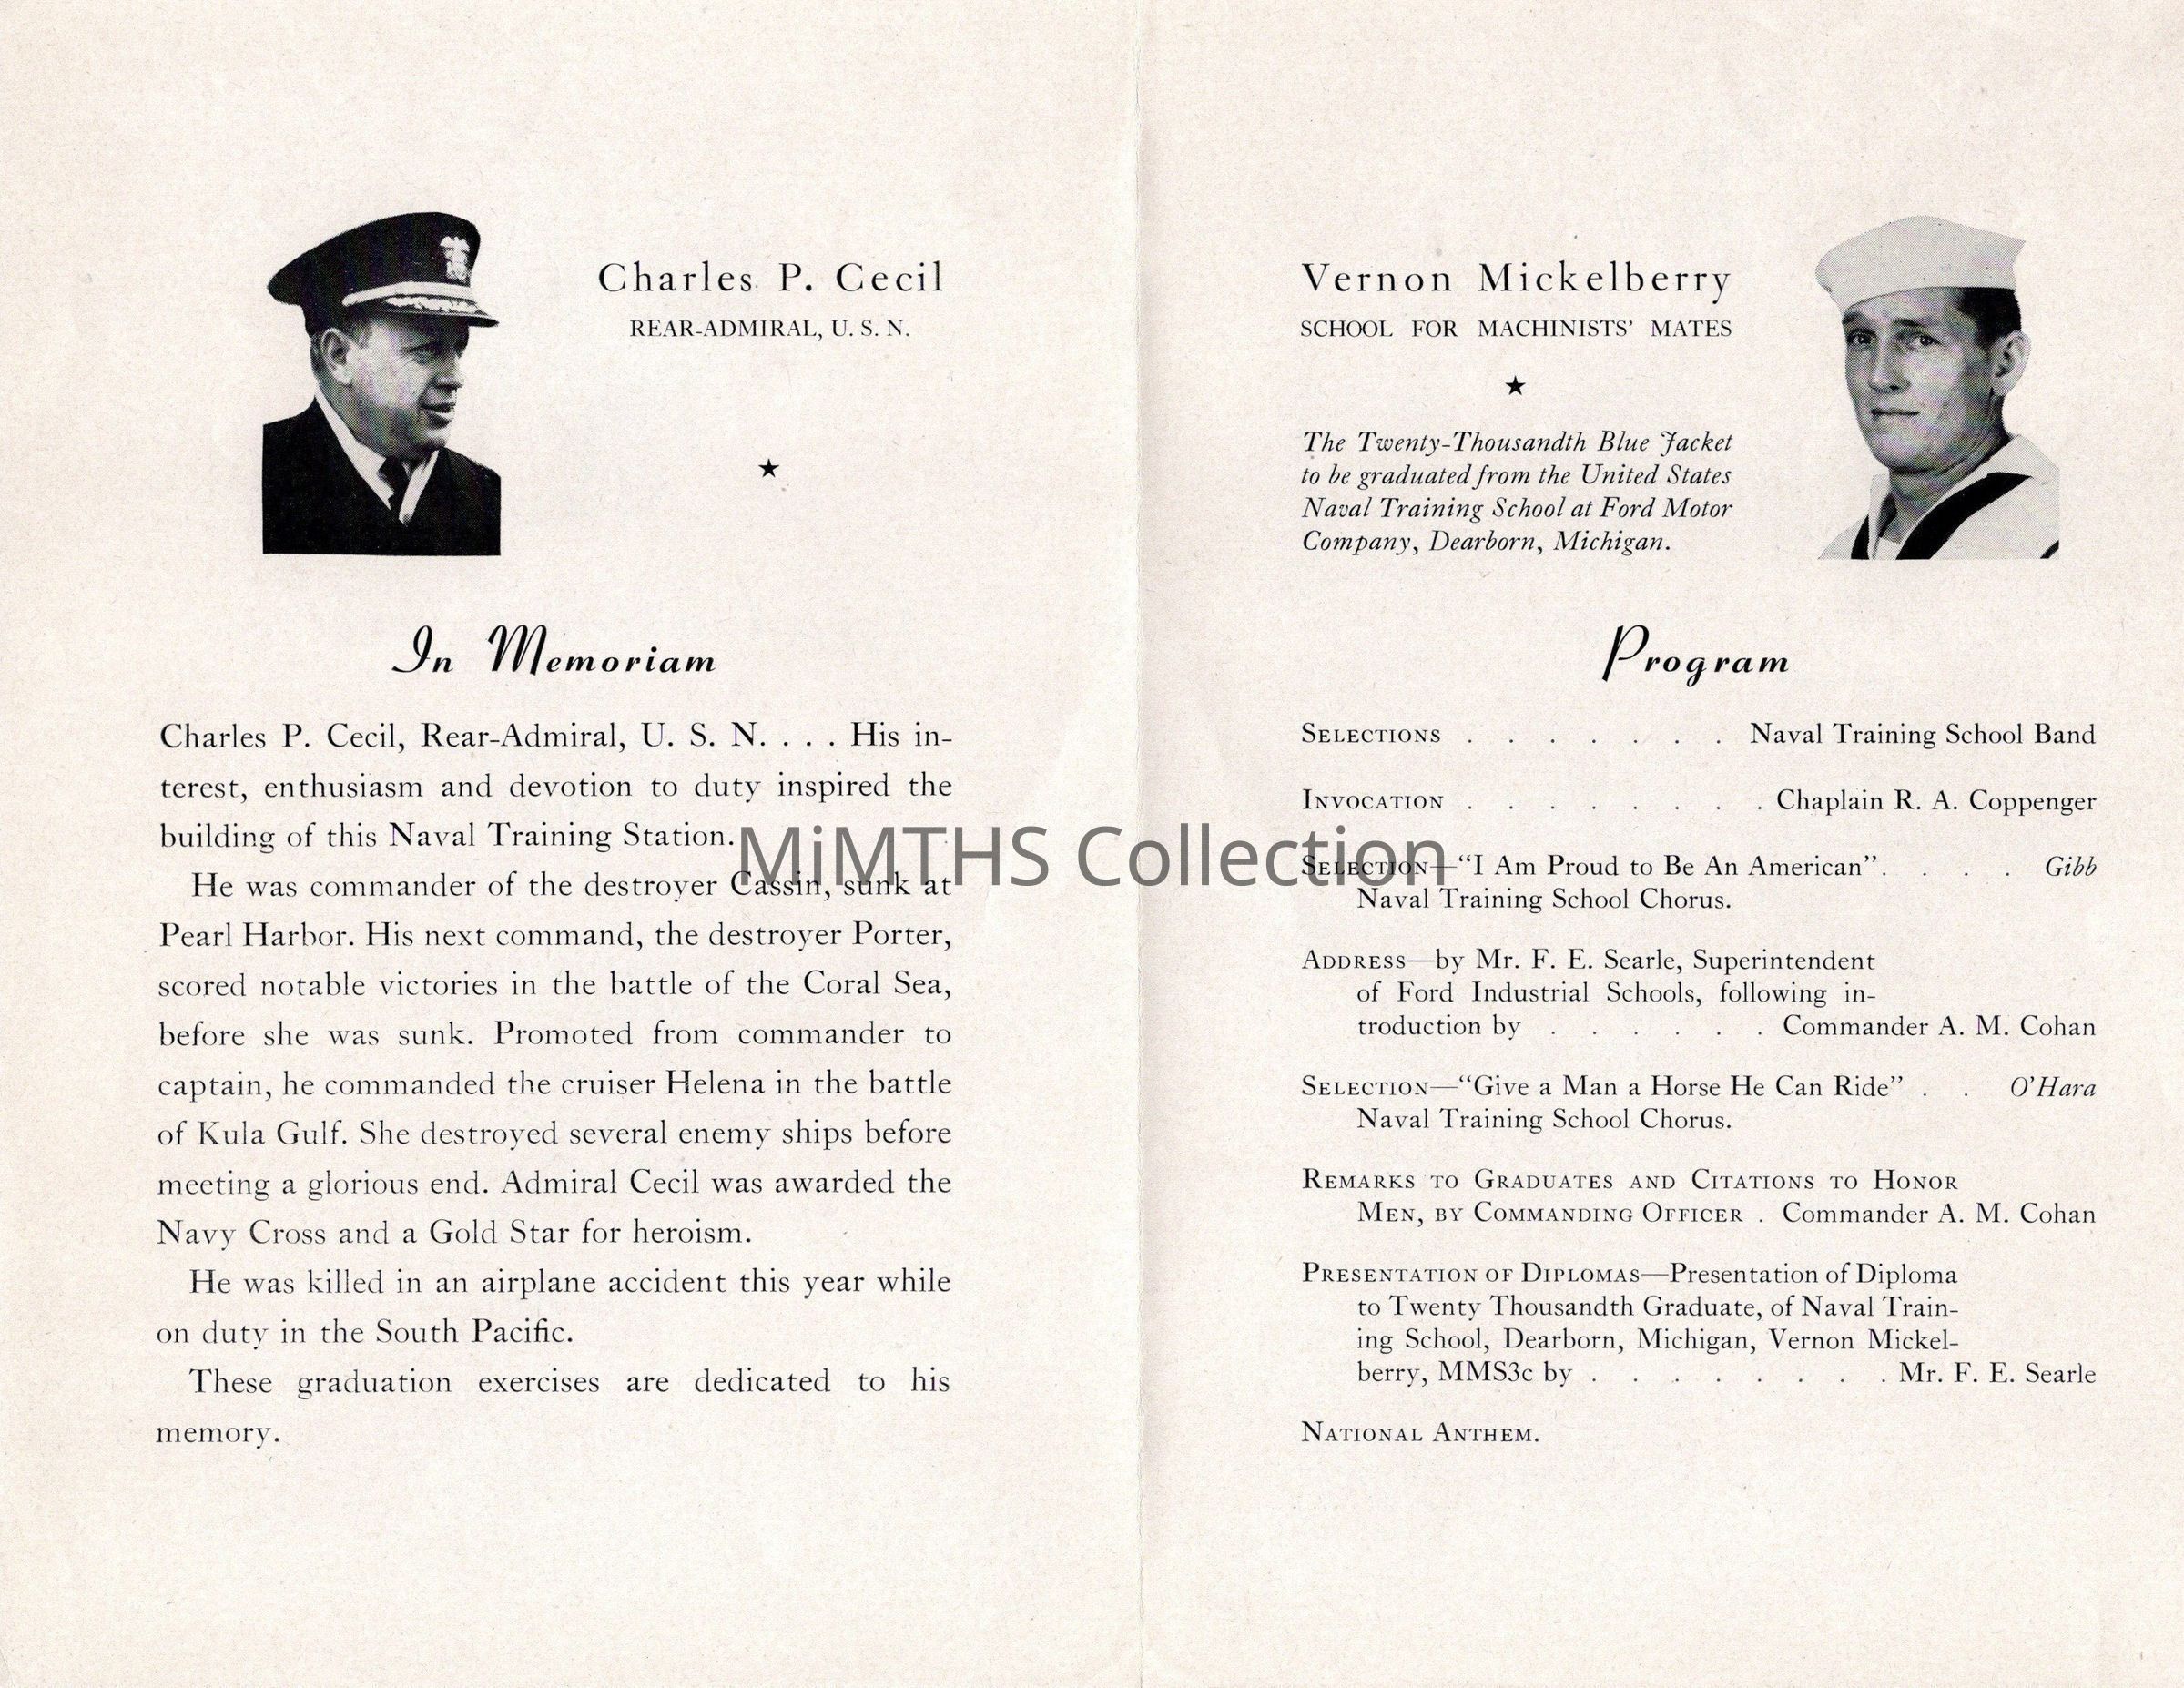 Charles P. Cecil
REAR-ADMIRAL, U. S. N.
In Memoriam
Charles P. Cecil, Rear-Admiral, U. S. N. . . . His in-
terest, enthusiasm and devotion to duty inspired the
building of this Naval Training Station.
He was commander of the destroyer Cassin, sunk at
Pearl Harbor. His next command, the destroyer Porter,
scored notable victories in the battle of the Coral Sea,
before she was sunk. Promoted from commander to
captain, he commanded the cruiser Helena in the battle
of Kula Gulf. She destroyed several enemy ships before
meeting a glorious end. Admiral Cecil was awarded the
Navy Cross and a Gold Star for heroism.
He was killed in an airplane accident this year while
on duty in the South Pacific.
These graduation exercises are dedicated to his
memory.
MiMTHS Collection
Vernon Mickelberry
SCHOOL FOR MACHINISTS' MATES
The Twenty-Thousandth Blue Jacket
to be graduated from the United States
Naval Training School at Ford Motor
Company, Dearborn, Michigan.
Program
SELECTIONS . . . . . . . Naval Training School Band
INVOCATION . . . . . . . . Chaplain R. A. Coppenger
SELECTION—“I Am Proud to Be An American”. . . . Gibb
Naval Training School Chorus.
ADDRESS—by Mr. F. E. Searle, Superintendent
of Ford Industrial Schools, following in-
troduction by . . . . . . Commander A. M. Cohan
SELECTION—“Give a Man a Horse He Can Ride” . . O'Hara
Naval Training School Chorus.
REMARKS TO GRADUATES AND CITATIONS TO HONOR
MEN, BY COMMANDING OFFICER . Commander A. M. Cohan
PRESENTATION OF DIPLOMAS—Presentation of Diploma
to Twenty Thousandth Graduate, of Naval Train-
ing School, Dearborn, Michigan, Vernon Mickel-
berry, MMS3c by . . . . . . . . Mr. F. E. Searle
NATIONAL ANTHEM.